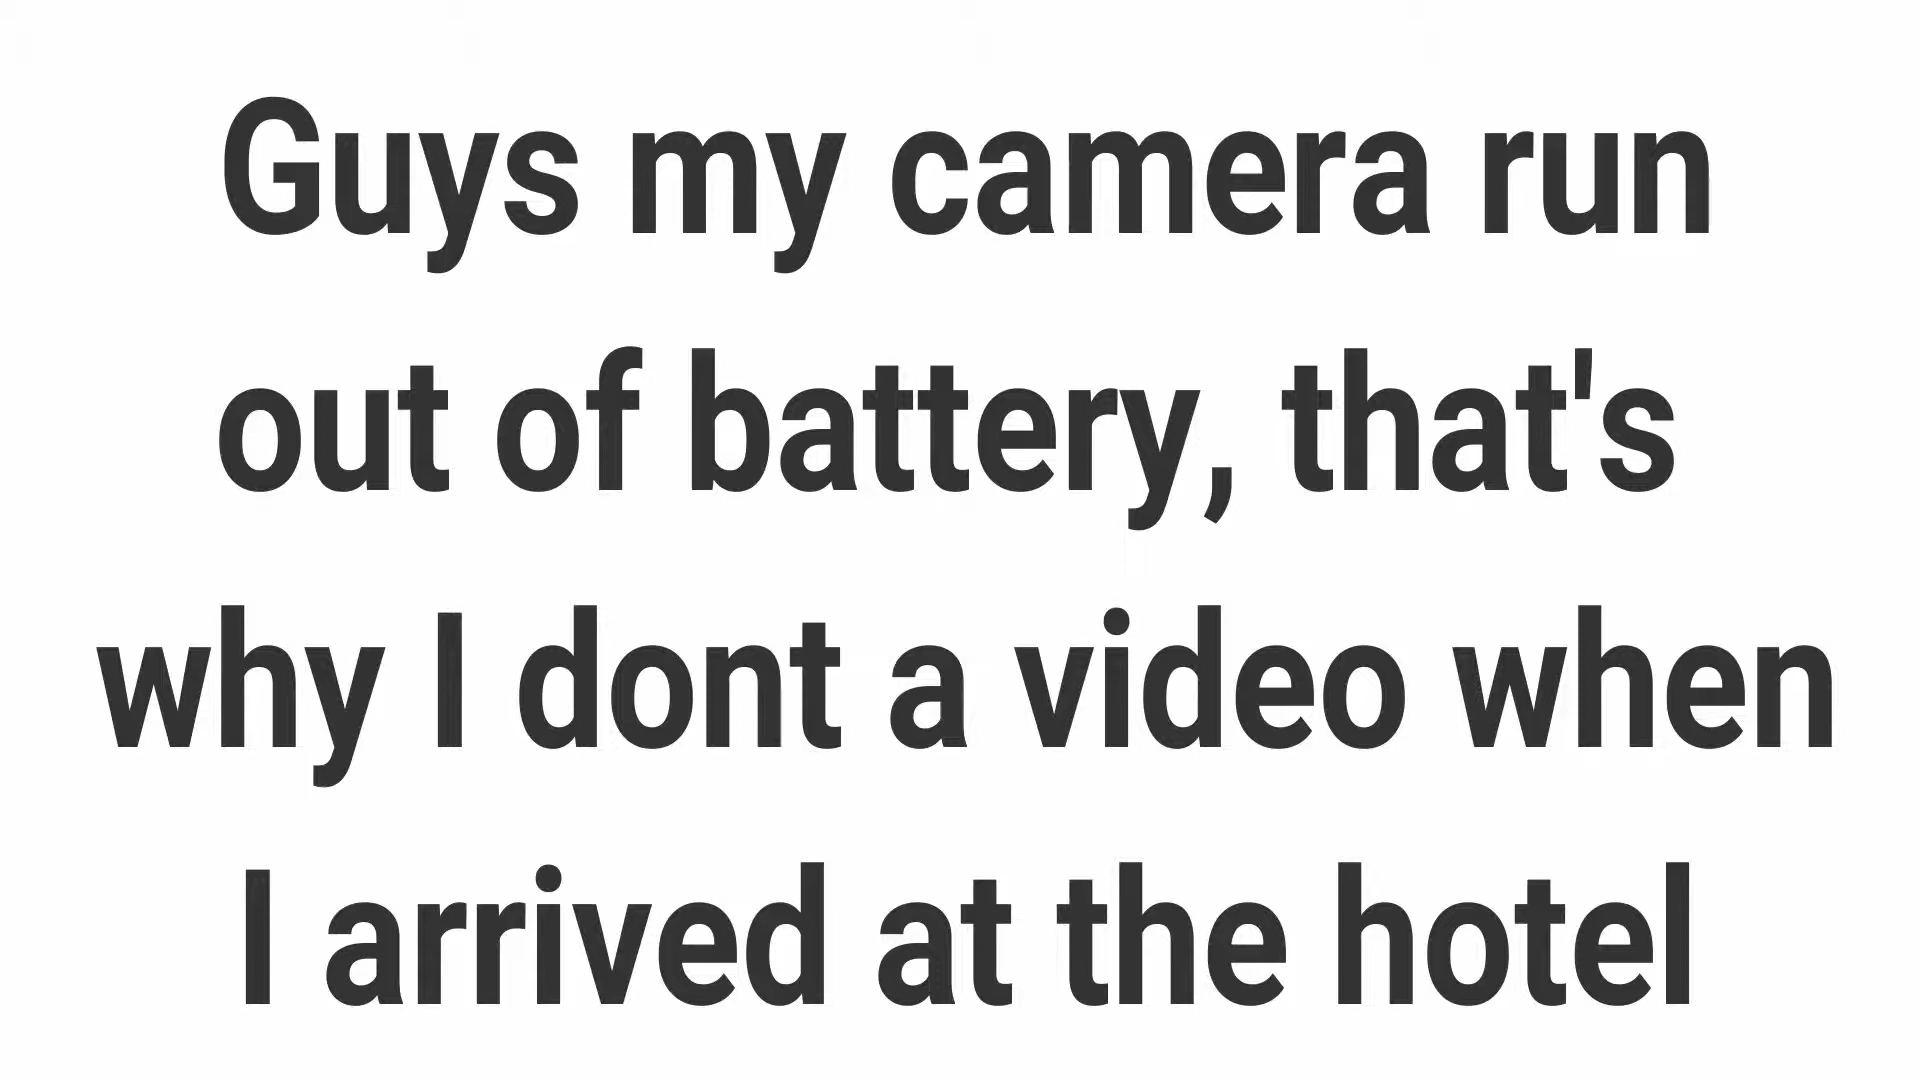 Guys my camera run
out of battery, that's
why I dont a video when
I arrived at the hotel